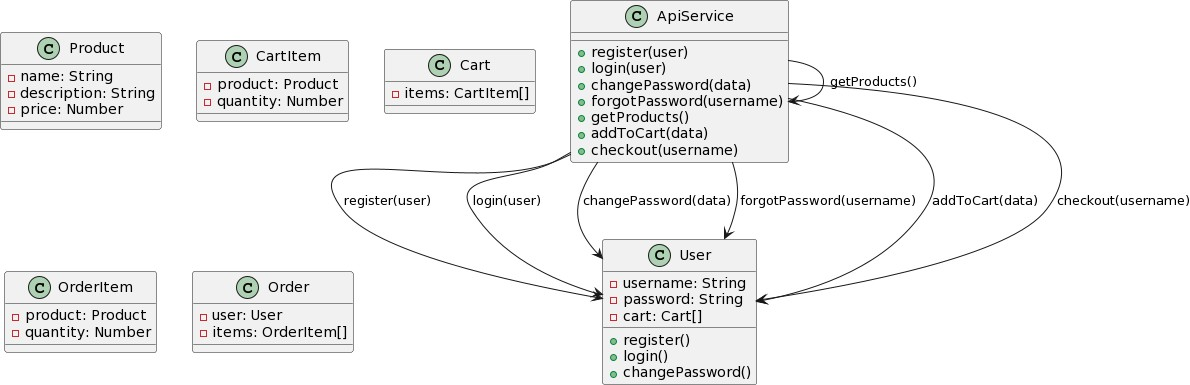 C Product
name: String
description: String
price: Number
C CartItem
product: Product
quantity: Number
C Cart
items: CartItem[]
C ApiService
register(user)
login(user)
changePassword(data)
forgotPassword(username)
getProducts()
addToCart(data)
checkout(username)
getProducts()
register(user)
login(user)
changePassword(data)
forgotPassword(username)
addToCart(data)
checkout(username)
C OrderItem
product: Product
quantity: Number
C Order
user: User
items: OrderItem[]
C User
username: String
password: String
cart: Cart[]
register()
login()
changePassword()